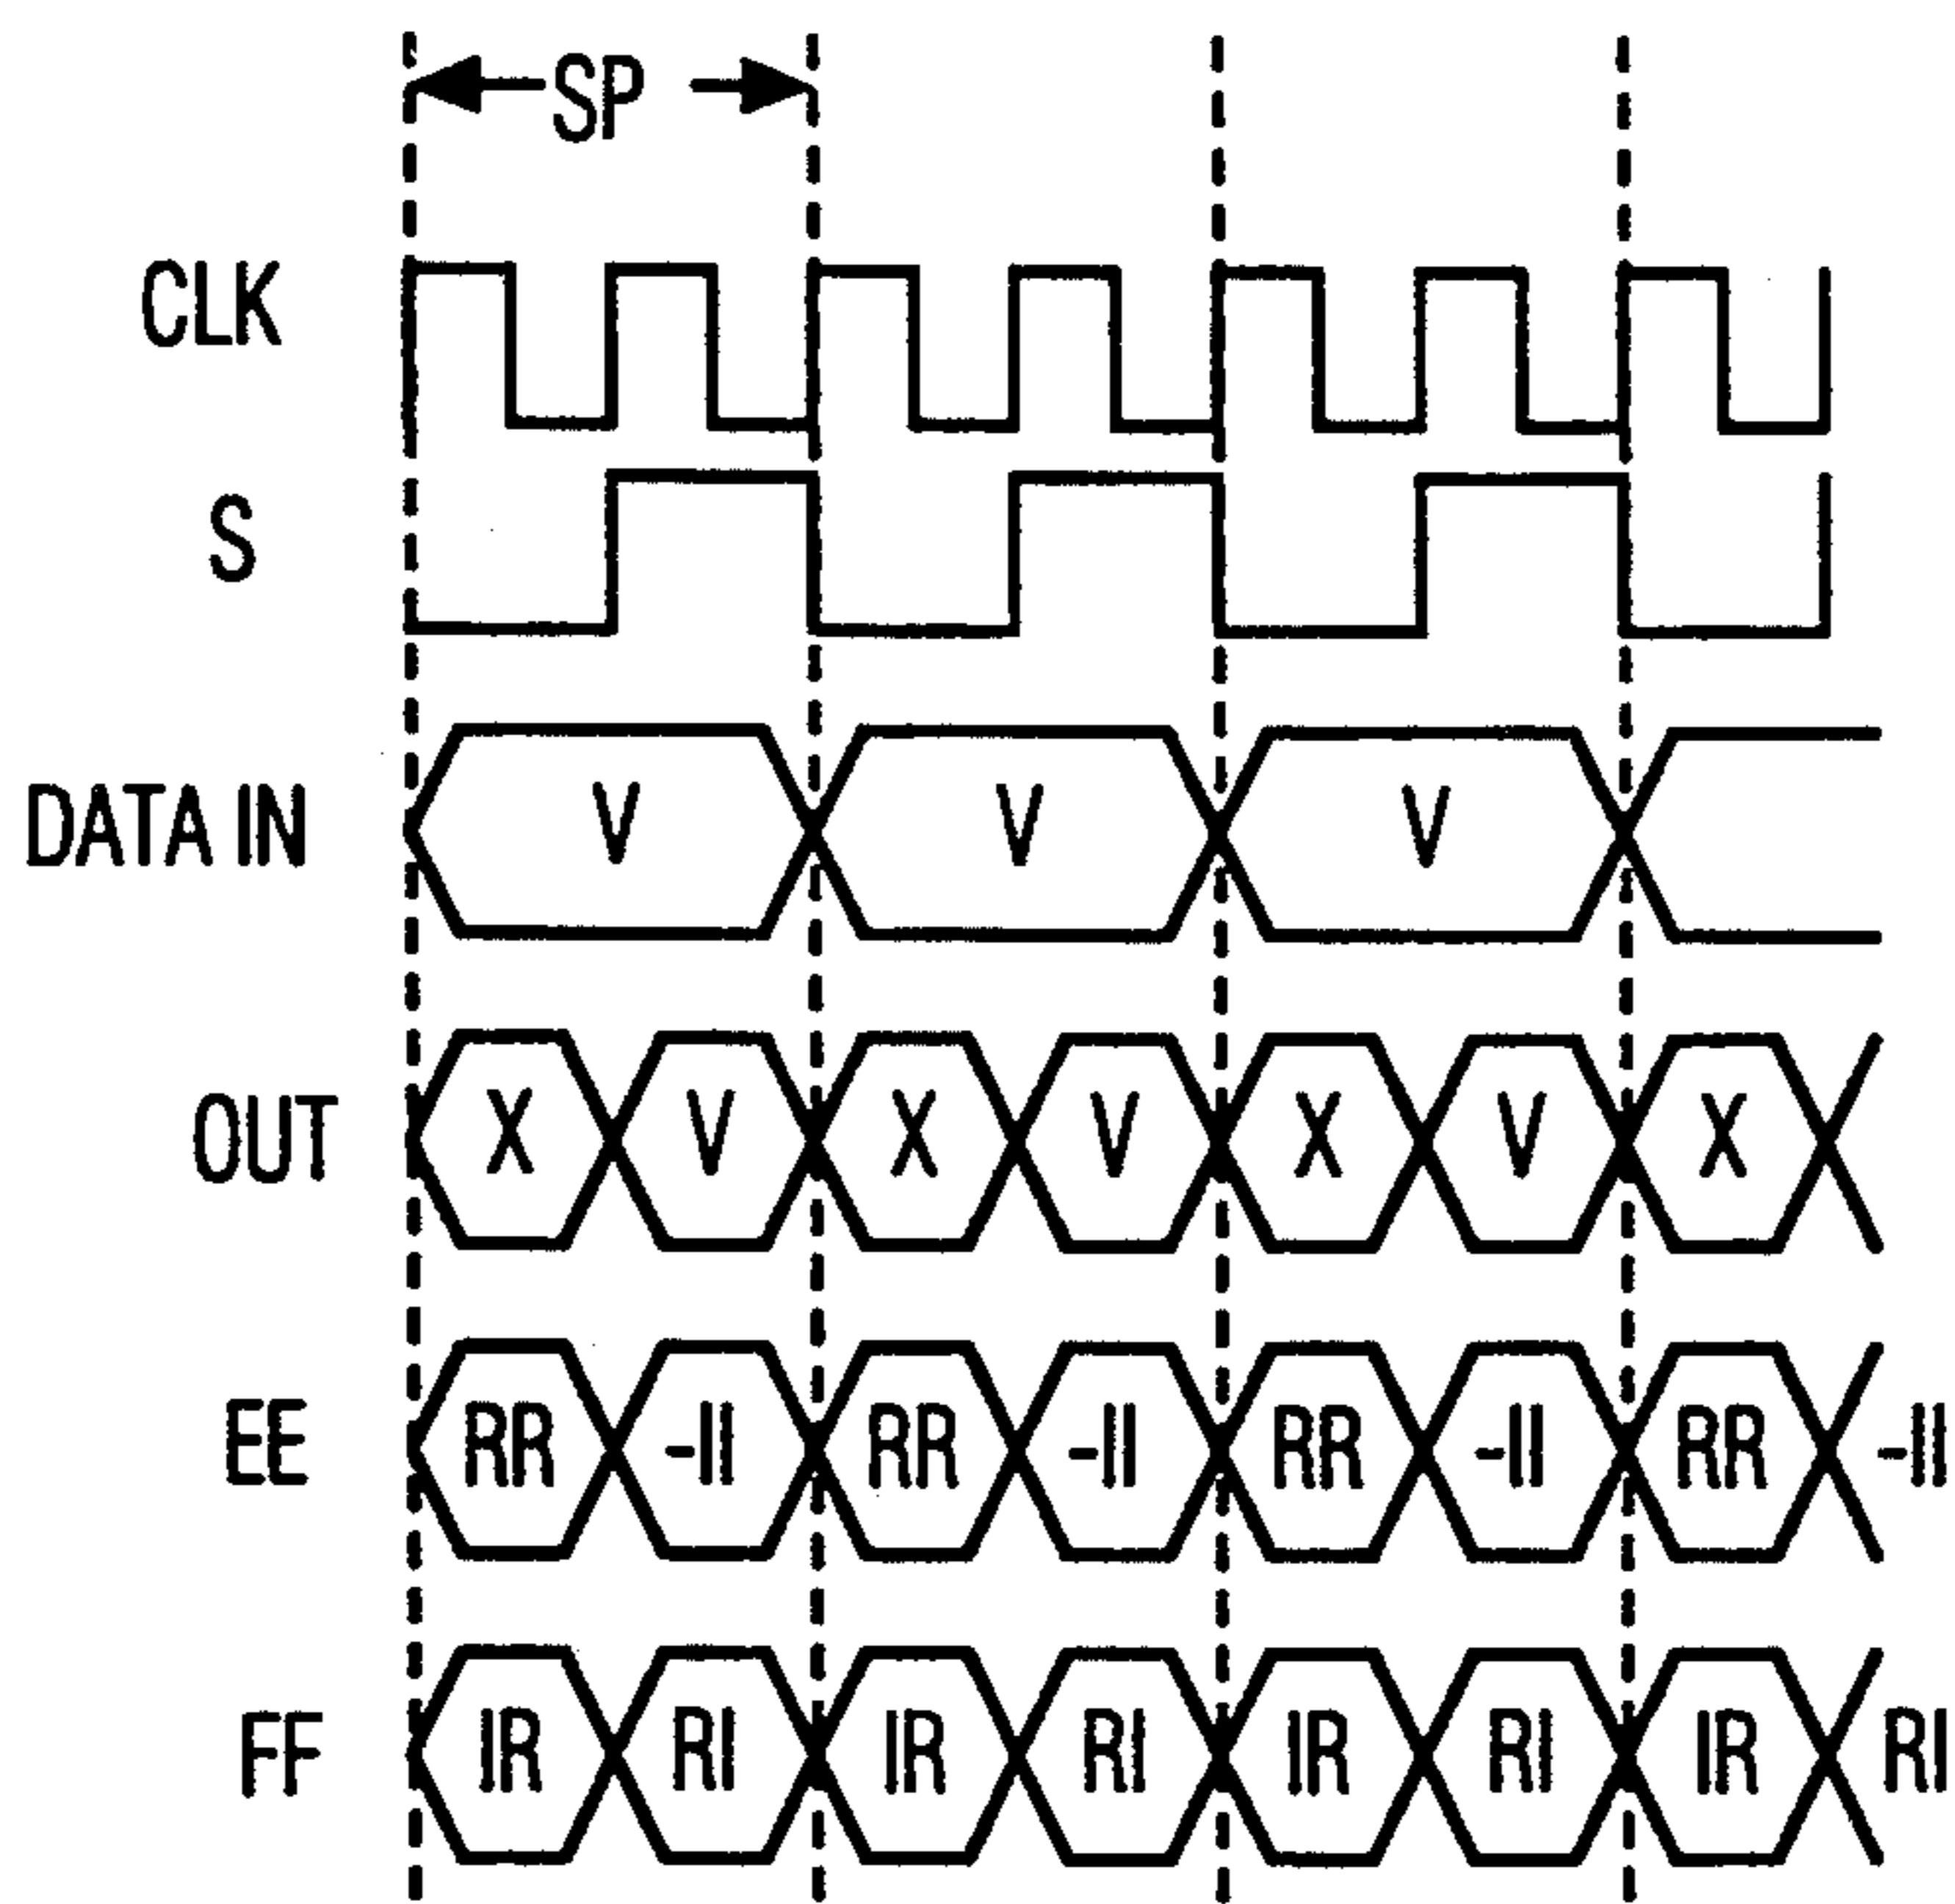 SP
CLK
S
DATA IN V V V
OUT X V X V X V X
EE RR -II RR -II RR -II RR -II
FF IR RI IR RI IR RI IR RI